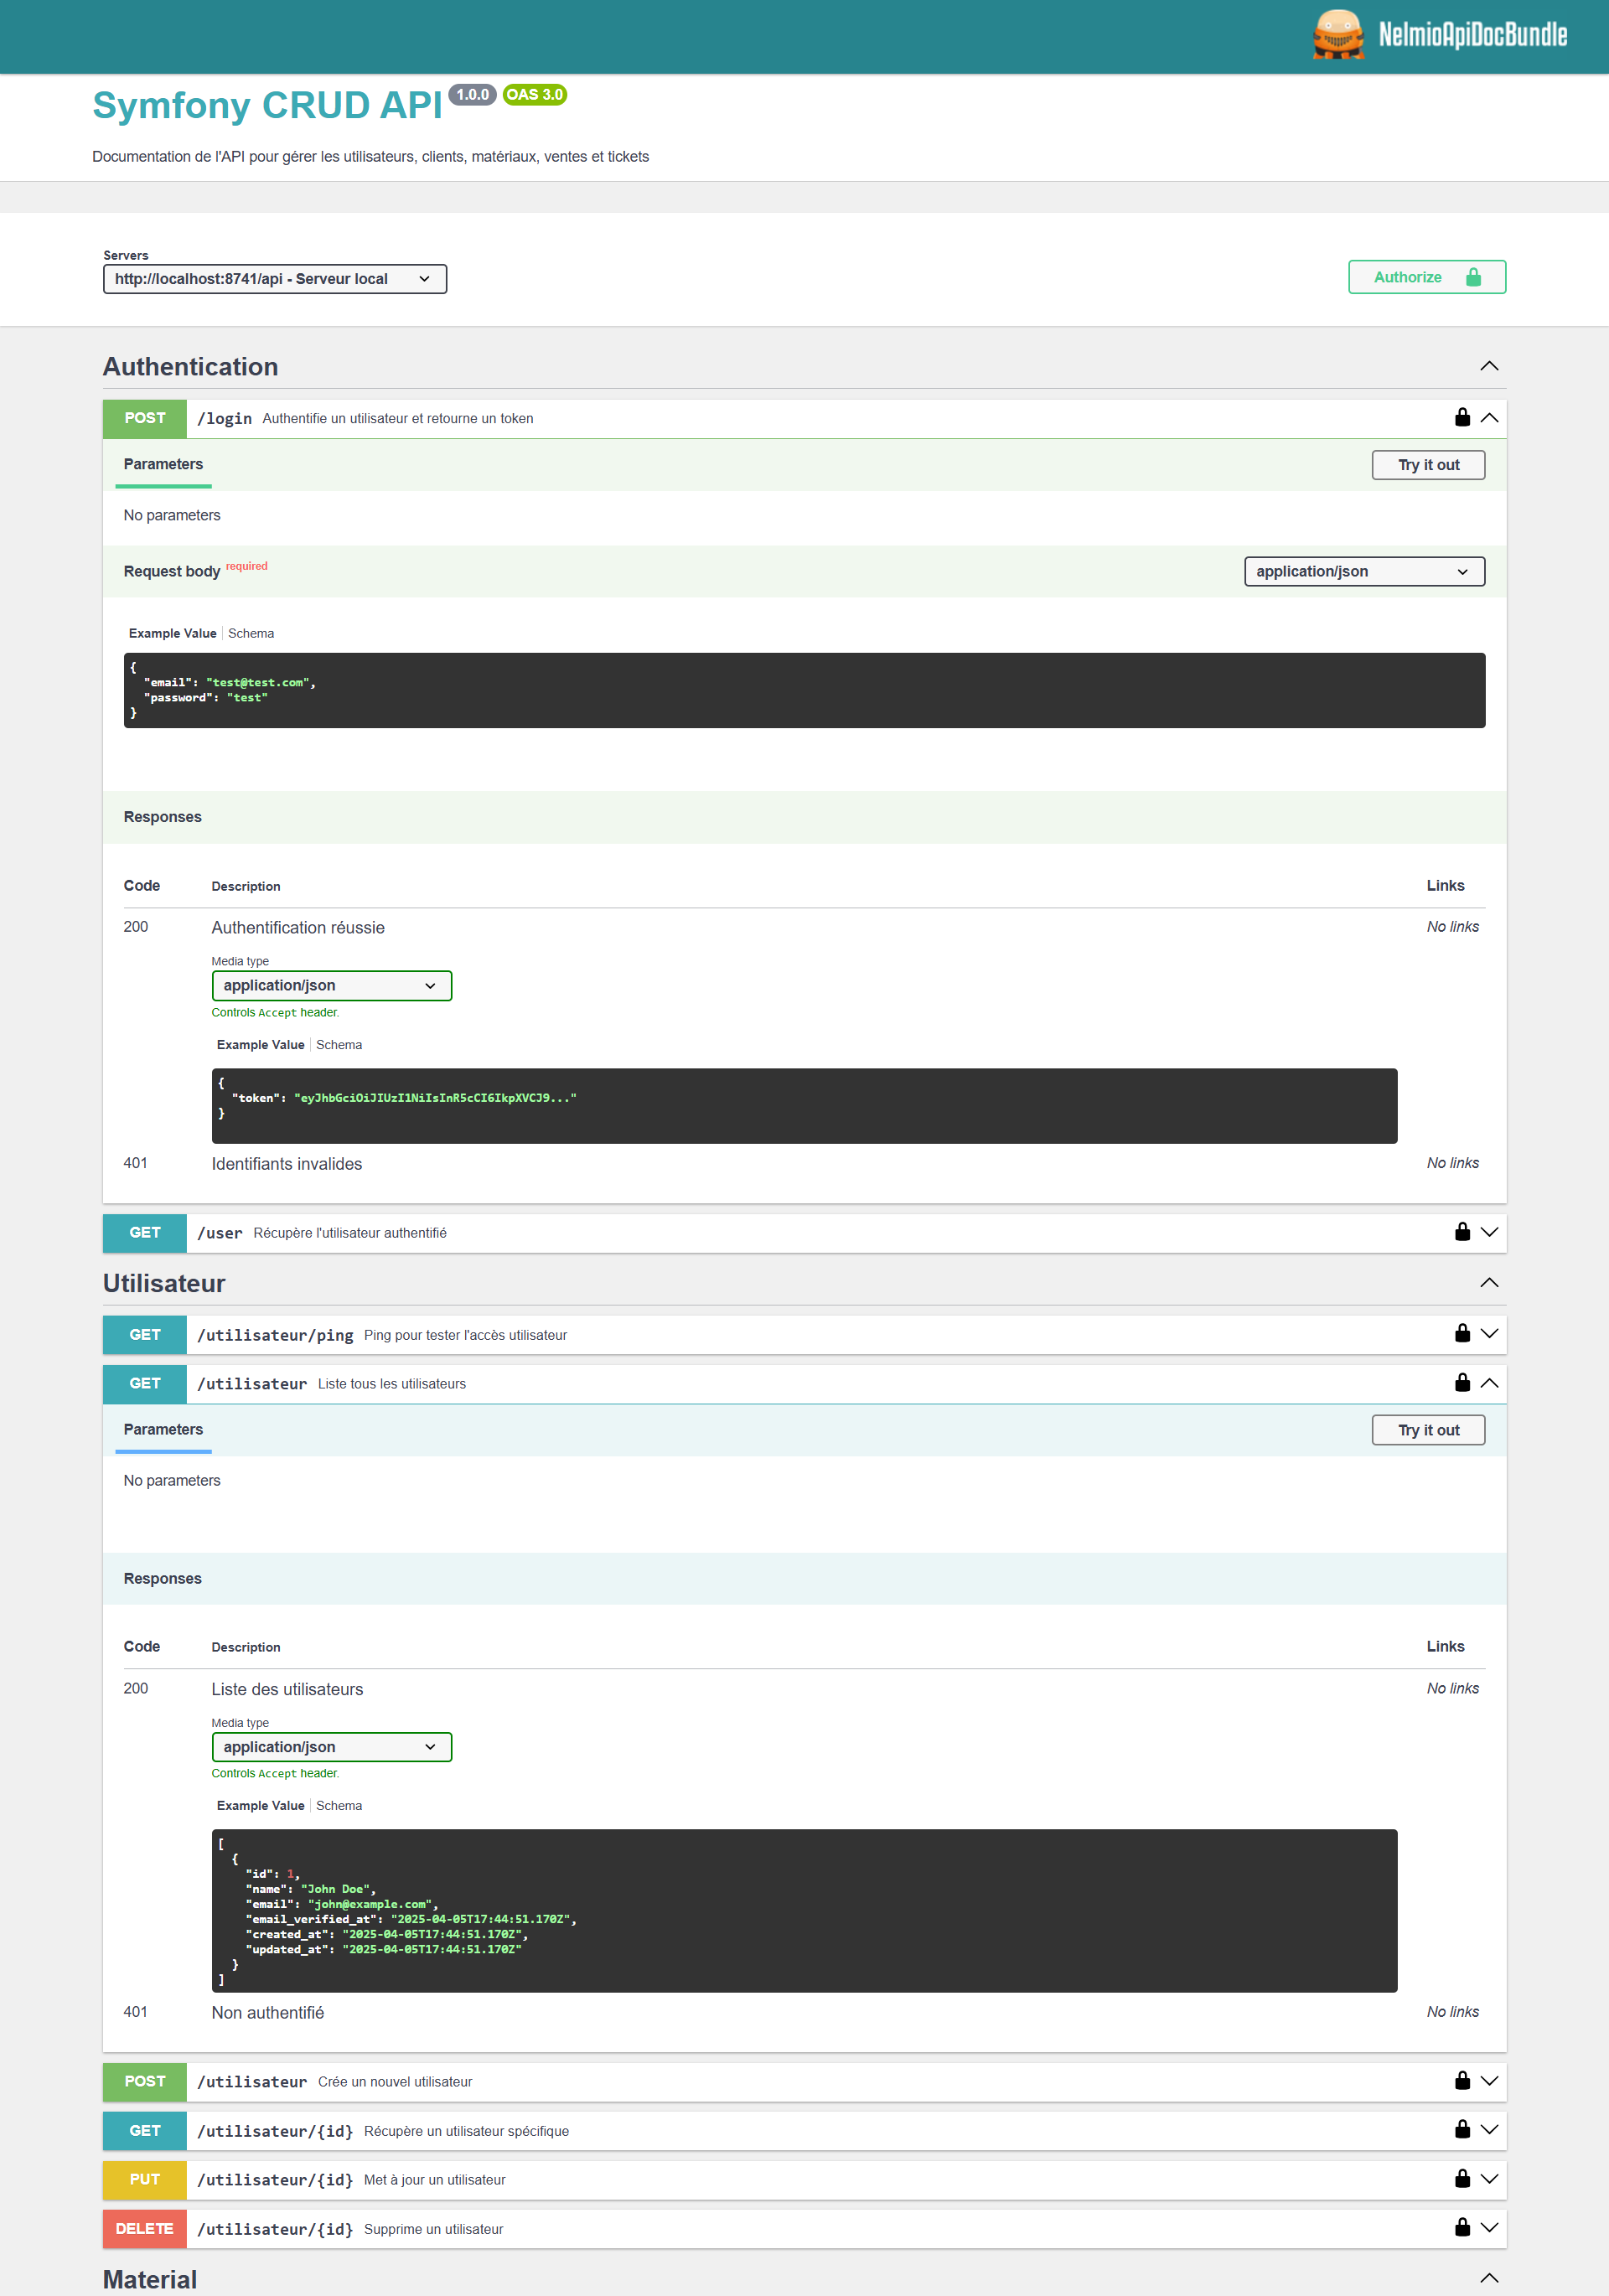 NelmioApiDocBundle
Symfony CRUD API 1.0.0 OAS 3.0
Documentation de l'API pour gérer les utilisateurs, clients, matériaux, ventes et tickets
Servers
http://localhost:8741/api - Serveur local
Authorize
Authentication
POST /login Authentifie un utilisateur et retourne un token
Parameters Try it out
No parameters
Request body required application/json
Example Value Schema
{
"email": "test@test.com",
"password": "test"
}
Responses
Code Description Links
200 Authentification réussie No links
Media type
application/json
Controls Accept header.
Example Value Schema
{
"token": "eyJhbGciOiJIUzI1NiIsInR5cCI6IkpXVCJ9..."
}
401 Identifiants invalides No links
GET /user Récupère l'utilisateur authentifié
Utilisateur
GET /utilisateur/ping Ping pour tester l'accès utilisateur
GET /utilisateur Liste tous les utilisateurs
Parameters Try it out
No parameters
Responses
Code Description Links
200 Liste des utilisateurs No links
Media type
application/json
Controls Accept header.
Example Value Schema
[
{
"id": 1,
"name": "John Doe",
"email": "john@example.com",
"email_verified_at": "2025-04-05T17:44:51.170Z",
"created_at": "2025-04-05T17:44:51.170Z",
"updated_at": "2025-04-05T17:44:51.170Z"
}
]
401 Non authentifié No links
POST /utilisateur Crée un nouvel utilisateur
GET /utilisateur/{id} Récupère un utilisateur spécifique
PUT /utilisateur/{id} Met à jour un utilisateur
DELETE /utilisateur/{id} Supprime un utilisateur
Material